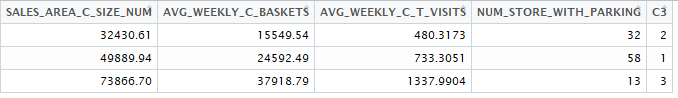 SALES_AREA_C_SIZE_NUM AVG_WEEKLY_C_BASKETS AVG_WEEKLY_C_T_VISITS NUM_STORE_WITH_PARKING C3
32430.61 15549.54 480.3173 32 2
49889.94 24592.49 733.3051 58 1
73866.70 37918.79 1337.9904 13 3